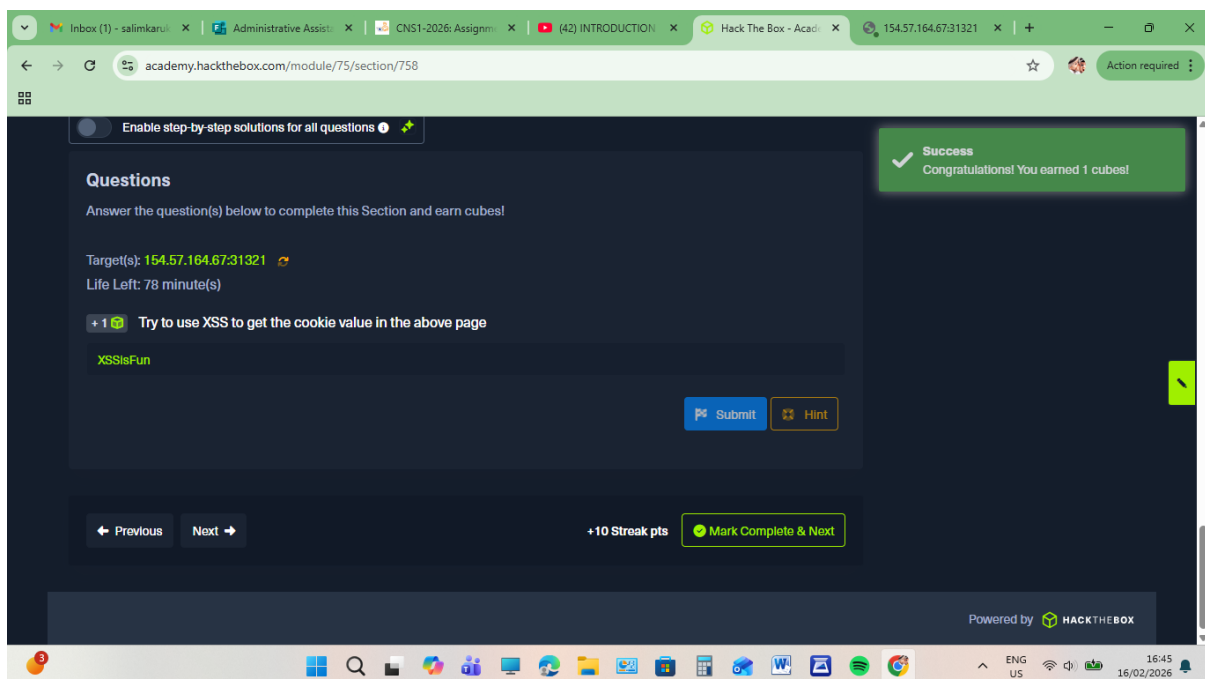 Inbox (1) - salimkaruk
Administrative Assista
CNS1-2026: Assignm
(42) INTRODUCTION
Hack The Box - Acade
154.57.164.67:31321
academy.hackthebox.com/module/75/section/758
Action required
Enable step-by-step solutions for all questions
Success
Congratulations! You earned 1 cubes!
Questions
Answer the question(s) below to complete this Section and earn cubes!
Target(s): 154.57.164.67:31321
Life Left: 78 minute(s)
+ 1 Try to use XSS to get the cookie value in the above page
XSSisFun
Submit
Hint
Previous
Next
+10 Streak pts
Mark Complete & Next
Powered by HACKTHEBOX
3
ENG
US
16:45
16/02/2026